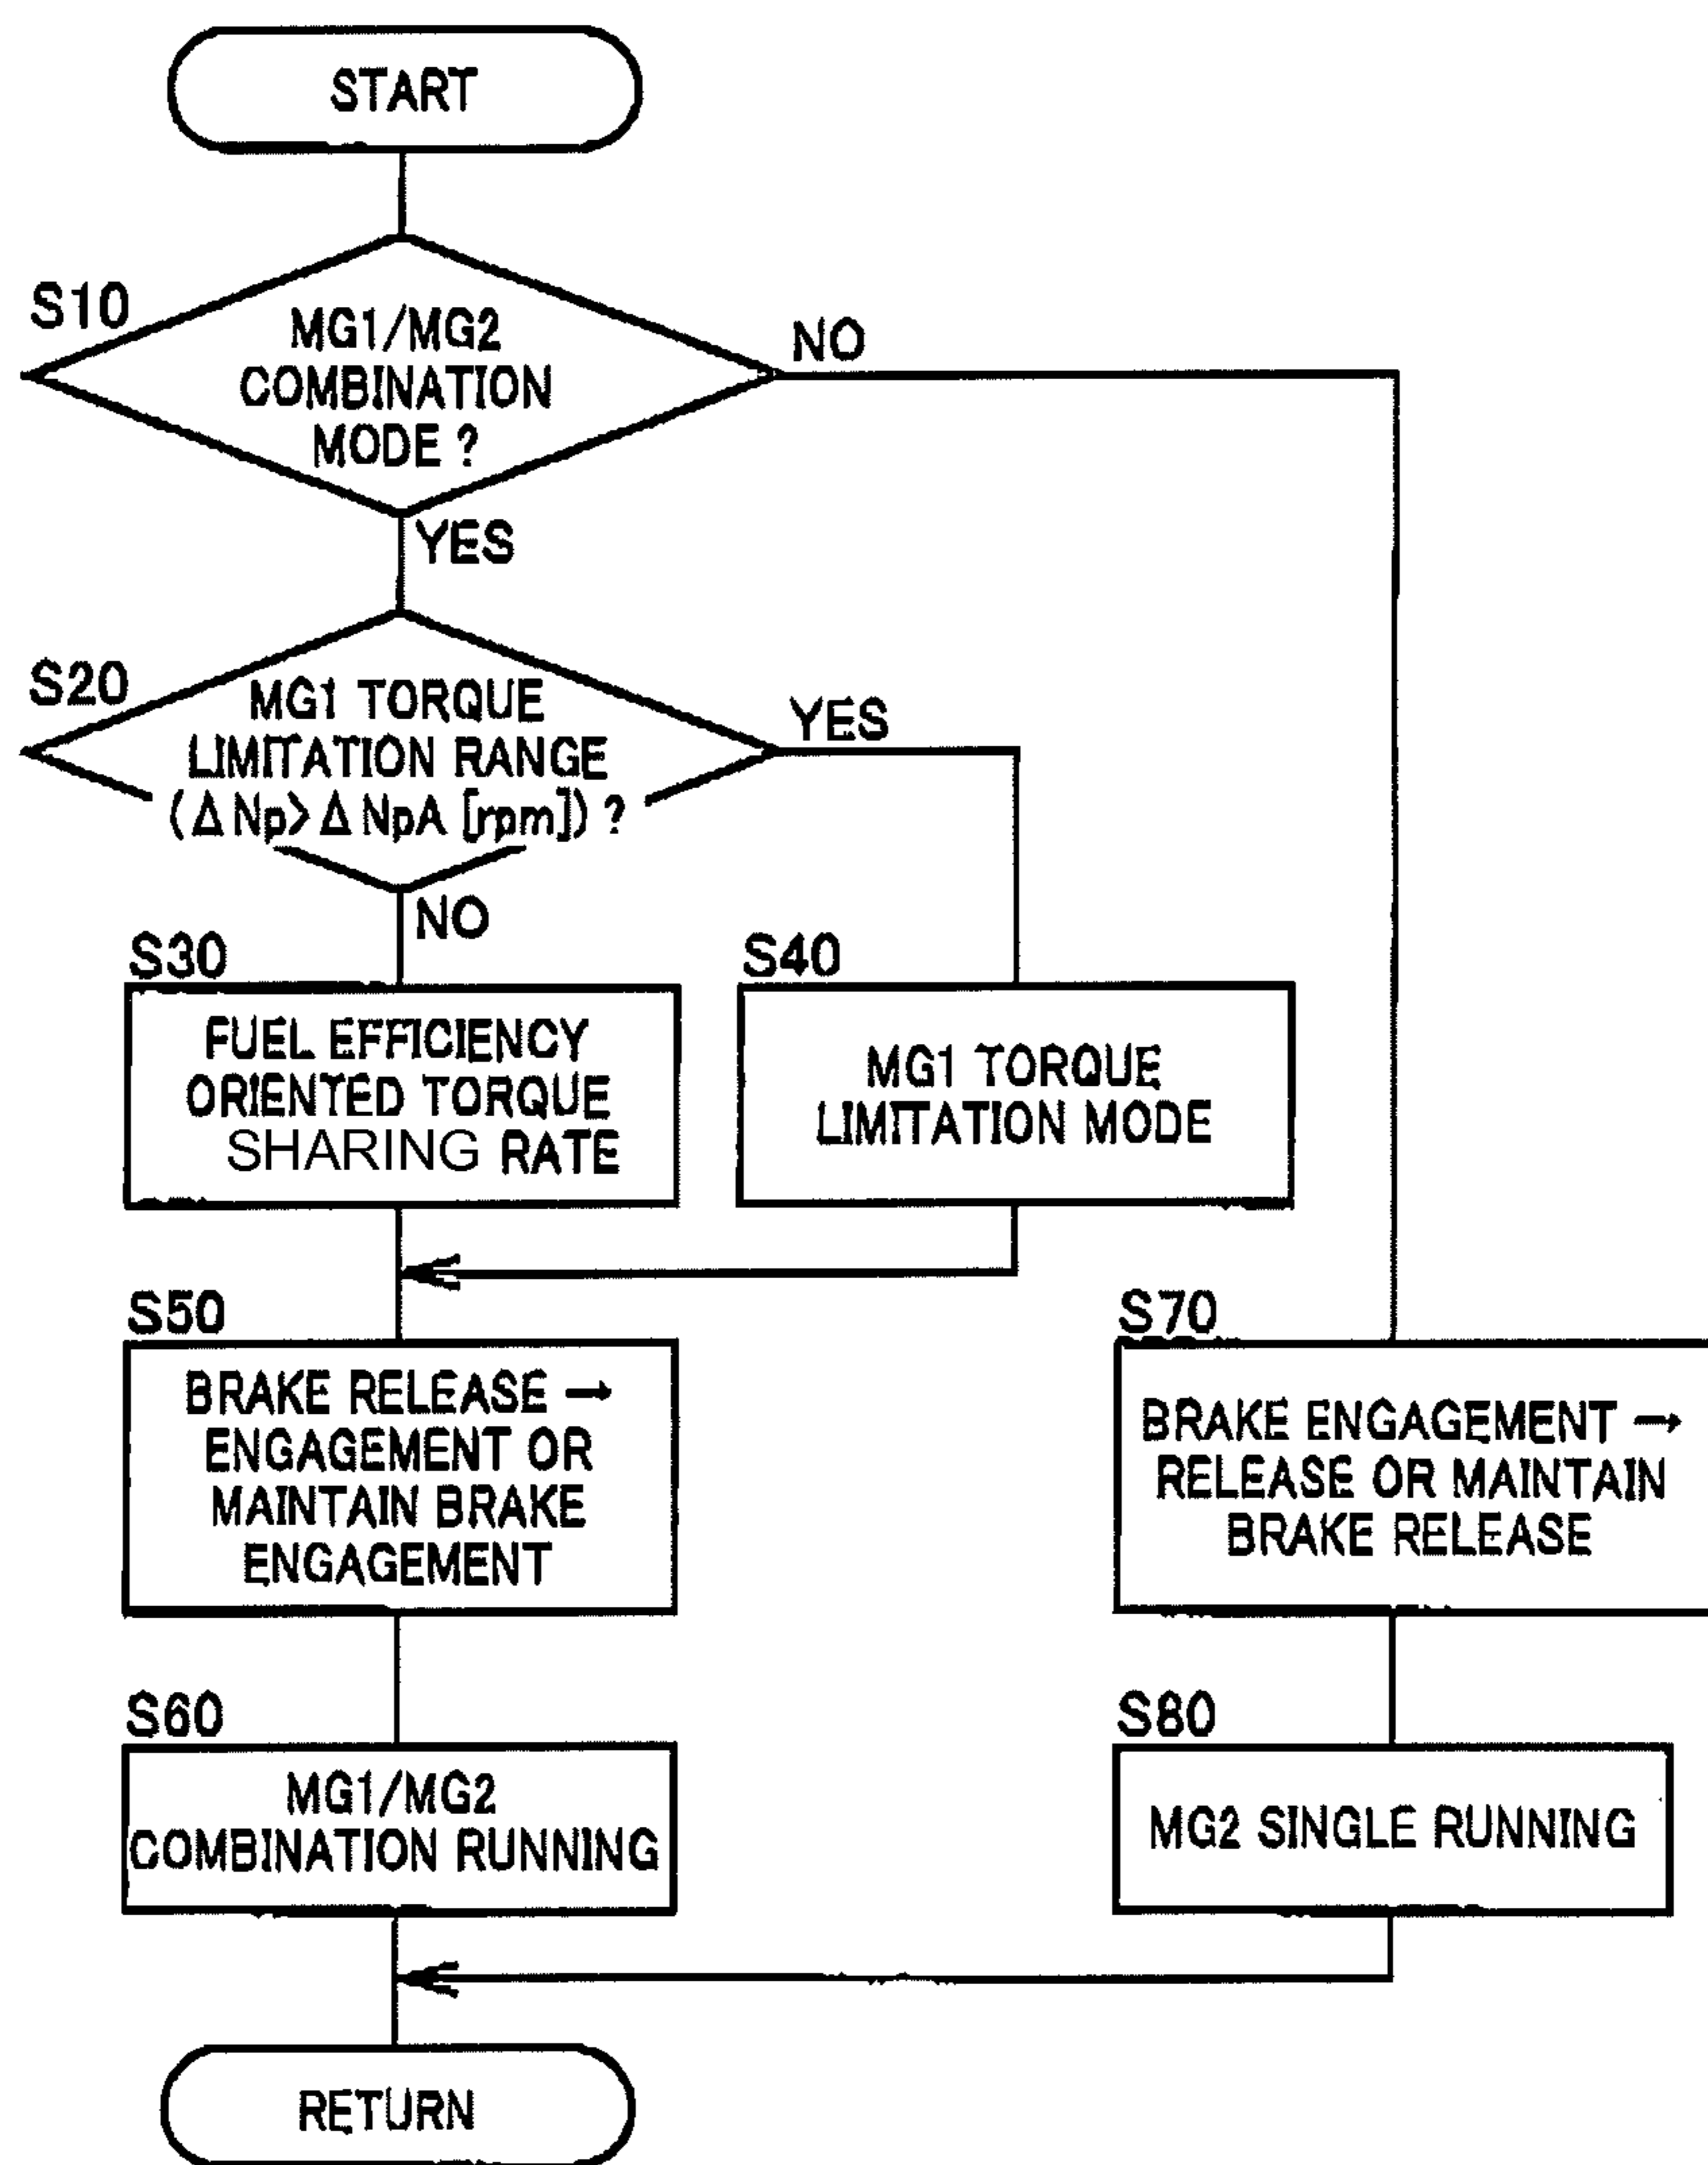 START
S10
MG1/MG2
COMBINATION
MODE ?
NO
YES
S20
MG1 TORQUE
LIMITATION RANGE
(Δ Np> Δ NpA [rpm]) ?
YES
NO
S30
FUEL EFFICIENCY
ORIENTED TORQUE
SHARING RATE
S40
MG1 TORQUE
LIMITATION MODE
S50
BRAKE RELEASE →
ENGAGEMENT OR
MAINTAIN BRAKE
ENGAGEMENT
S70
BRAKE ENGAGEMENT →
RELEASE OR MAINTAIN
BRAKE RELEASE
S60
MG1/MG2
COMBINATION RUNNING
S80
MG2 SINGLE RUNNING
RETURN